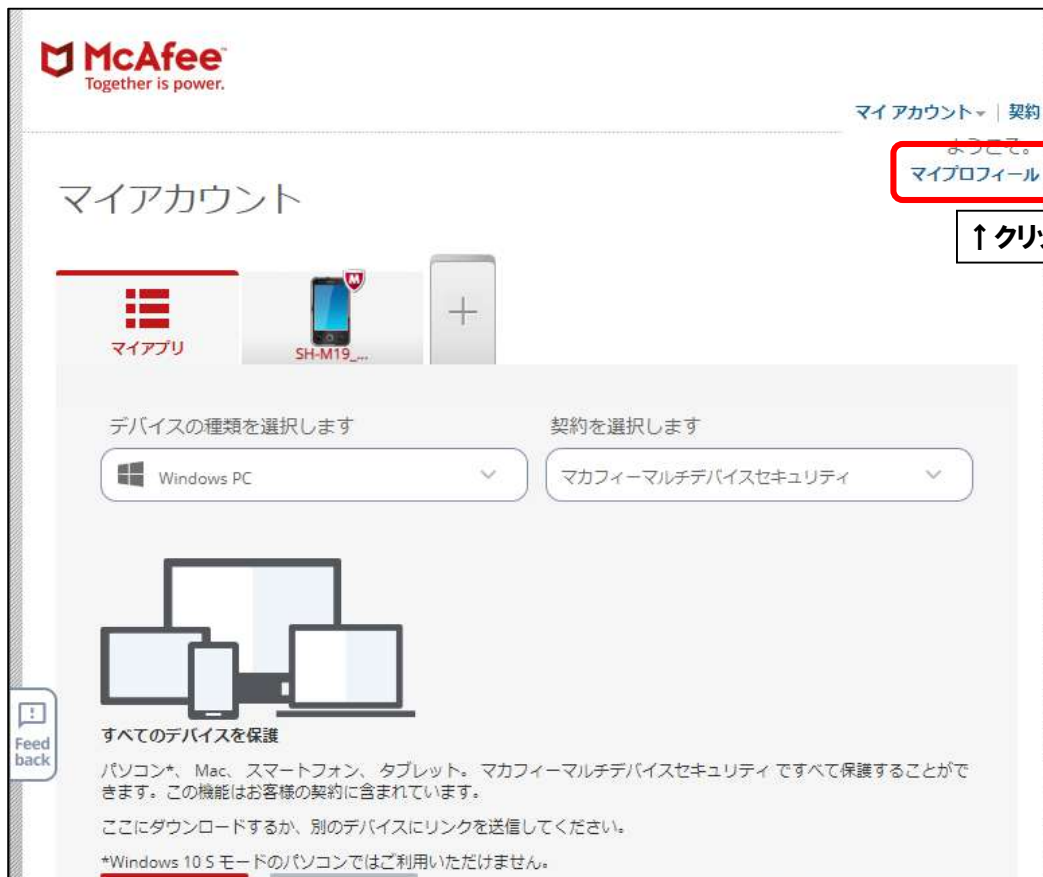 McAfee™
Together is power.
マイ アカウント | 契約
ようこそ。
マイプロフィール
マイアカウント
↑クリッ
マイアプリ
SH-M19_...
デバイスの種類を選択します
契約を選択します
Windows PC
マカフィーマルチデバイスセキュリティ
Feed
back
すべてのデバイスを保護
パソコン*、 Mac、 スマートフォン、 タブレット。 マカフィーマルチデバイスセキュリティ ですべて保護することがで
きます。この機能はお客様の契約に含まれています。
ここにダウンロードするか、別のデバイスにリンクを送信してください。
*Windows 10 S モードのパソコンではご利用いただけません。